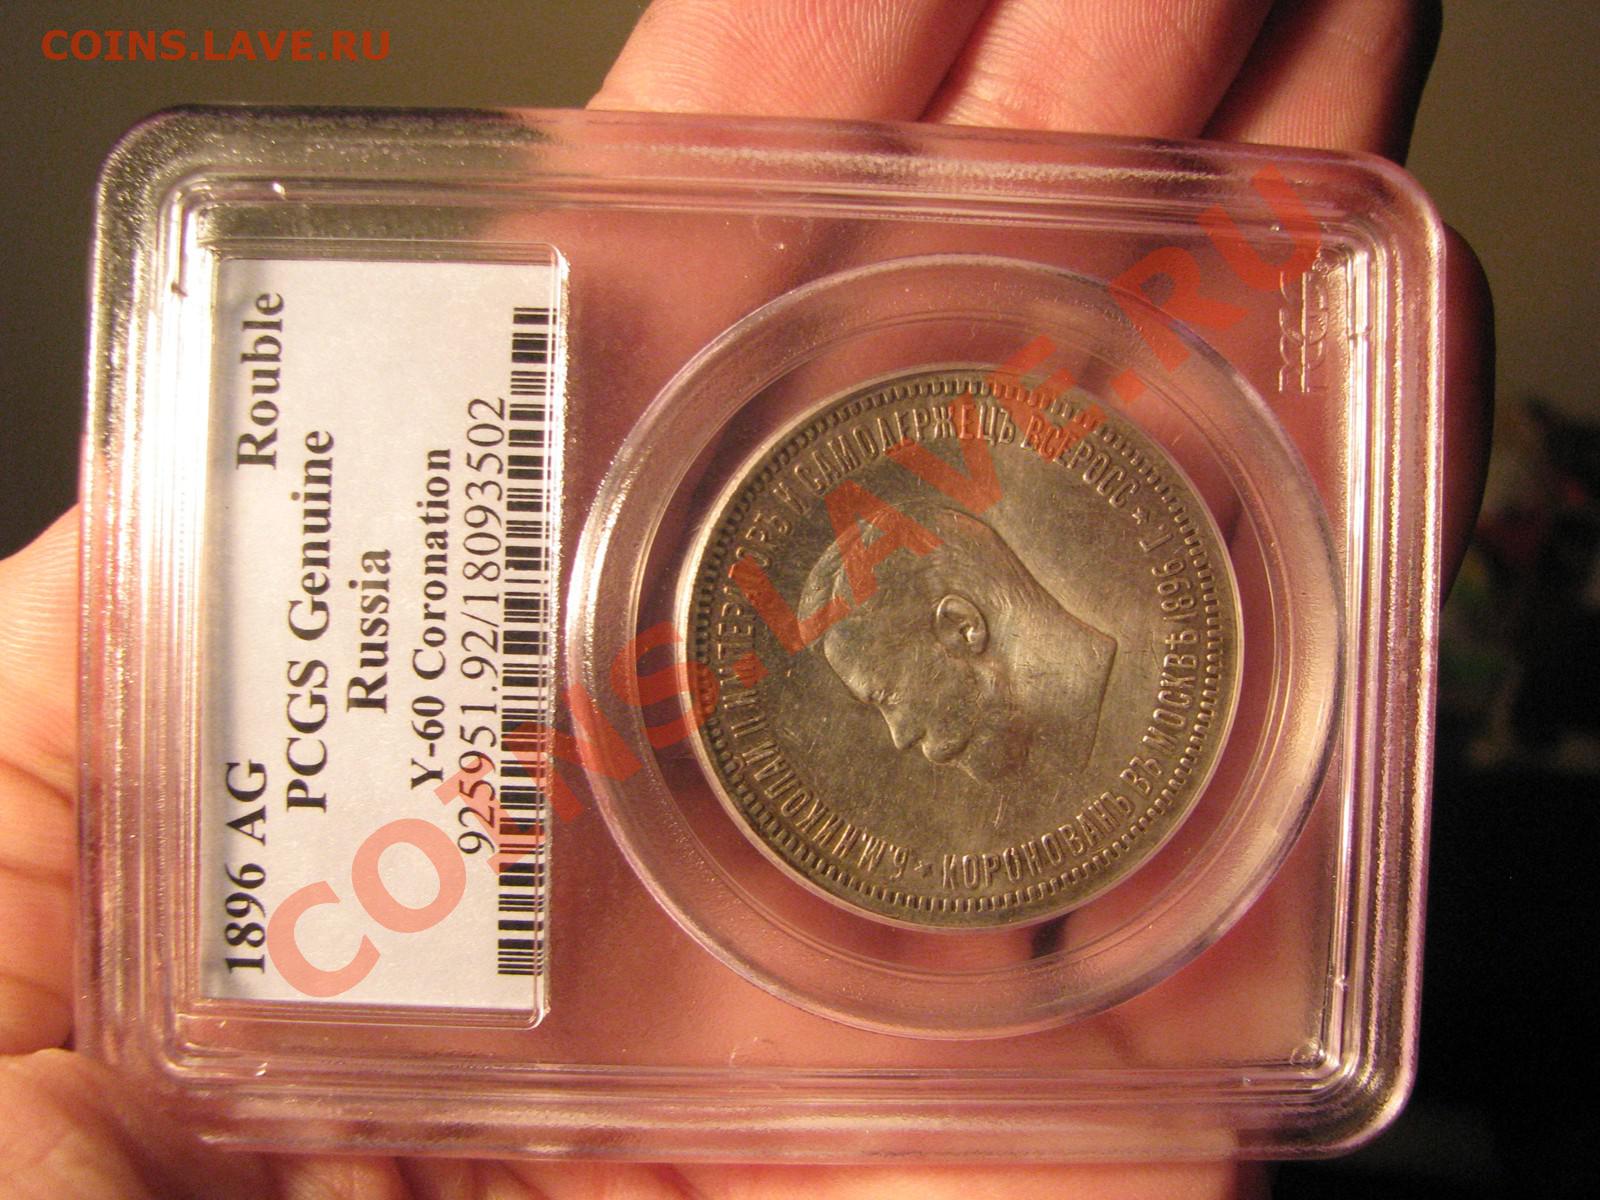 COINS.LAVE.RU
1896 AG Rouble
PCGS Genuine
Russia
Y-60 Coronation
925951.92/18093502
Б.М.НИКОЛАЙ II ИМПЕРАТОРЪ И САМОДЕРЖЕЦЪ ВСЕРОСС.
КОРОНОВАНЪ ВЪ МОСКВѢ 1896 Г.
PCGS
COINS.LAVE.RU